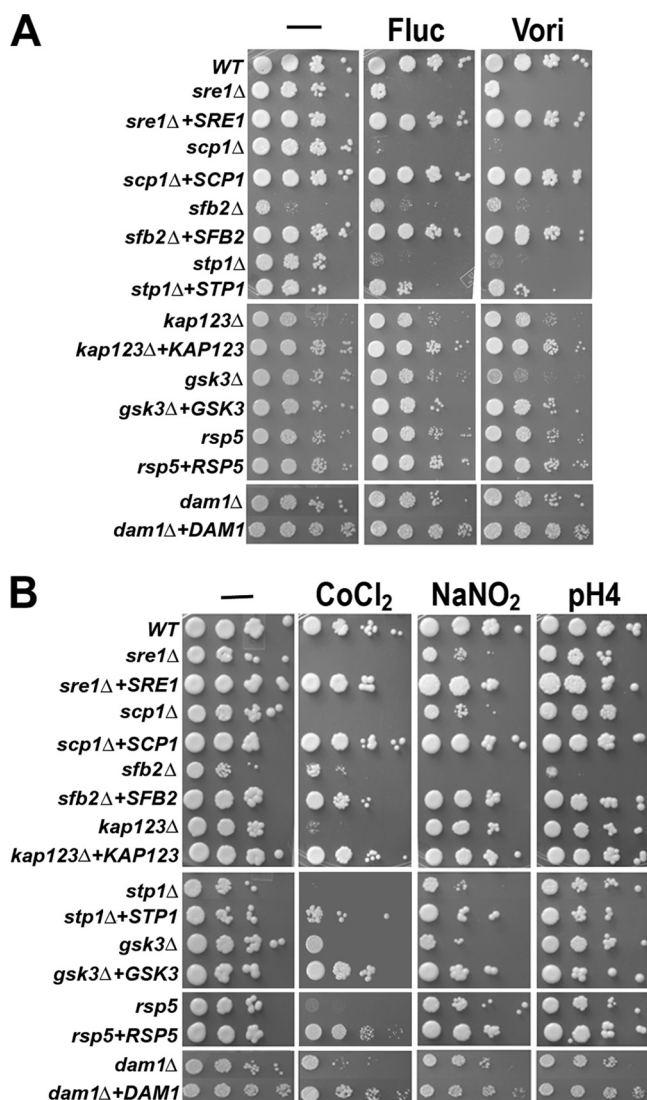 A
— Fluc Vori
WT
sre1Δ
sre1Δ+SRE1
scp1Δ
scp1Δ+SCP1
sfb2Δ
sfb2Δ+SFB2
stp1Δ
stp1Δ+STP1
kap123Δ
kap123Δ+KAP123
gsk3Δ
gsk3Δ+GSK3
rsp5
rsp5+RSP5
dam1Δ
dam1Δ+DAM1
B
— CoCl₂ NaNO₂ pH4
WT
sre1Δ
sre1Δ+SRE1
scp1Δ
scp1Δ+SCP1
sfb2Δ
sfb2Δ+SFB2
kap123Δ
kap123Δ+KAP123
stp1Δ
stp1Δ+STP1
gsk3Δ
gsk3Δ+GSK3
rsp5
rsp5+RSP5
dam1Δ
dam1Δ+DAM1